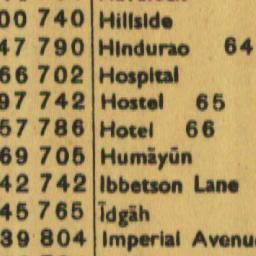 00 740 Hillside
47 790 Hindurao 64
66 702 Hospital
97 742 Hostel 65
57 786 Hotel 66
69 705 Humāyūn
42 742 Ibbetson Lane
45 765 Īdgāh
39 804 Imperial